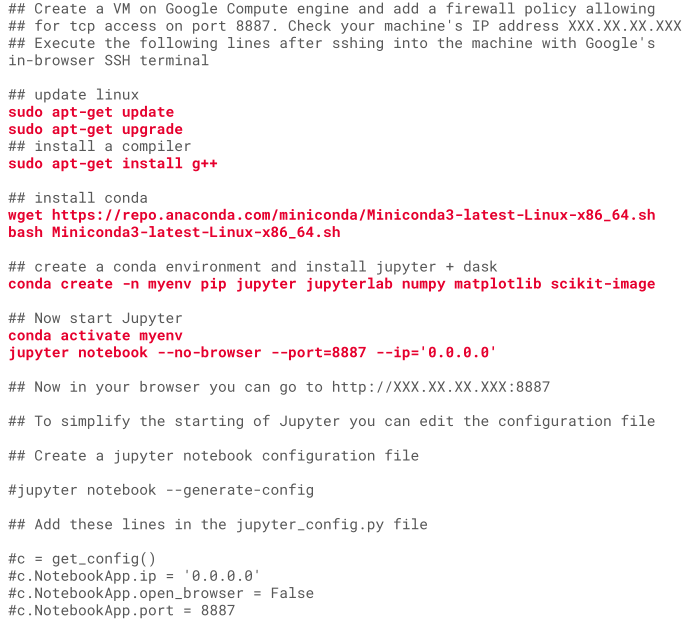 ## Create a VM on Google Compute engine and add a firewall policy allowing
## for tcp access on port 8887. Check your machine's IP address XXX.XX.XX.XXX
## Execute the following lines after sshing into the machine with Google's
in-browser SSH terminal
## update linux
sudo apt-get update
sudo apt-get upgrade
## install a compiler
sudo apt-get install g++
## install conda
wget https://repo.anaconda.com/miniconda/Miniconda3-latest-Linux-x86_64.sh
bash Miniconda3-latest-Linux-x86_64.sh
## create a conda environment and install jupyter + dask
conda create -n myenv pip jupyter jupyterlab numpy matplotlib scikit-image
## Now start Jupyter
conda activate myenv
jupyter notebook --no-browser --port=8887 --ip='0.0.0.0'
## Now in your browser you can go to http://XXX.XX.XX.XXX:8887
## To simplify the starting of Jupyter you can edit the configuration file
## Create a jupyter notebook configuration file
#jupyter notebook --generate-config
## Add these lines in the jupyter_config.py file
#c = get_config()
#c.NotebookApp.ip = '0.0.0.0'
#c.NotebookApp.open_browser = False
#c.NotebookApp.port = 8887